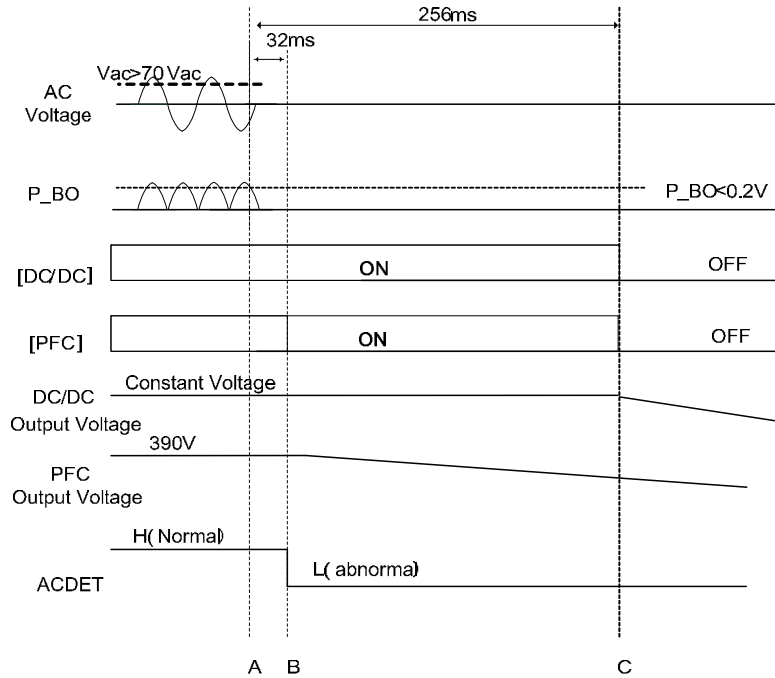 256ms
32ms
Vac>70 Vac
AC
Voltage
P_BO
P_BO<0.2V
[DC/DC]
ON
OFF
[PFC]
ON
OFF
Constant Voltage
DC/DC
Output Voltage
390V
PFC
Output Voltage
H( Normal)
L( abnormal)
ACDET
A
B
C